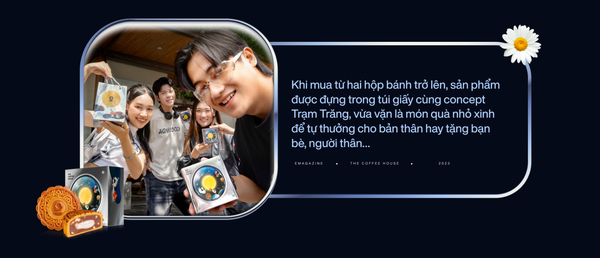 Khi mua từ hai hộp bánh trở lên, sản phẩm
được đựng trong túi giấy cùng concept
Trạm Trăng, vừa vặn là món quà nhỏ xinh
để tự thưởng cho bản thân hay tặng bạn
bè, người thân...
EMAGAZINE • THE COFFEE HOUSE • 2023